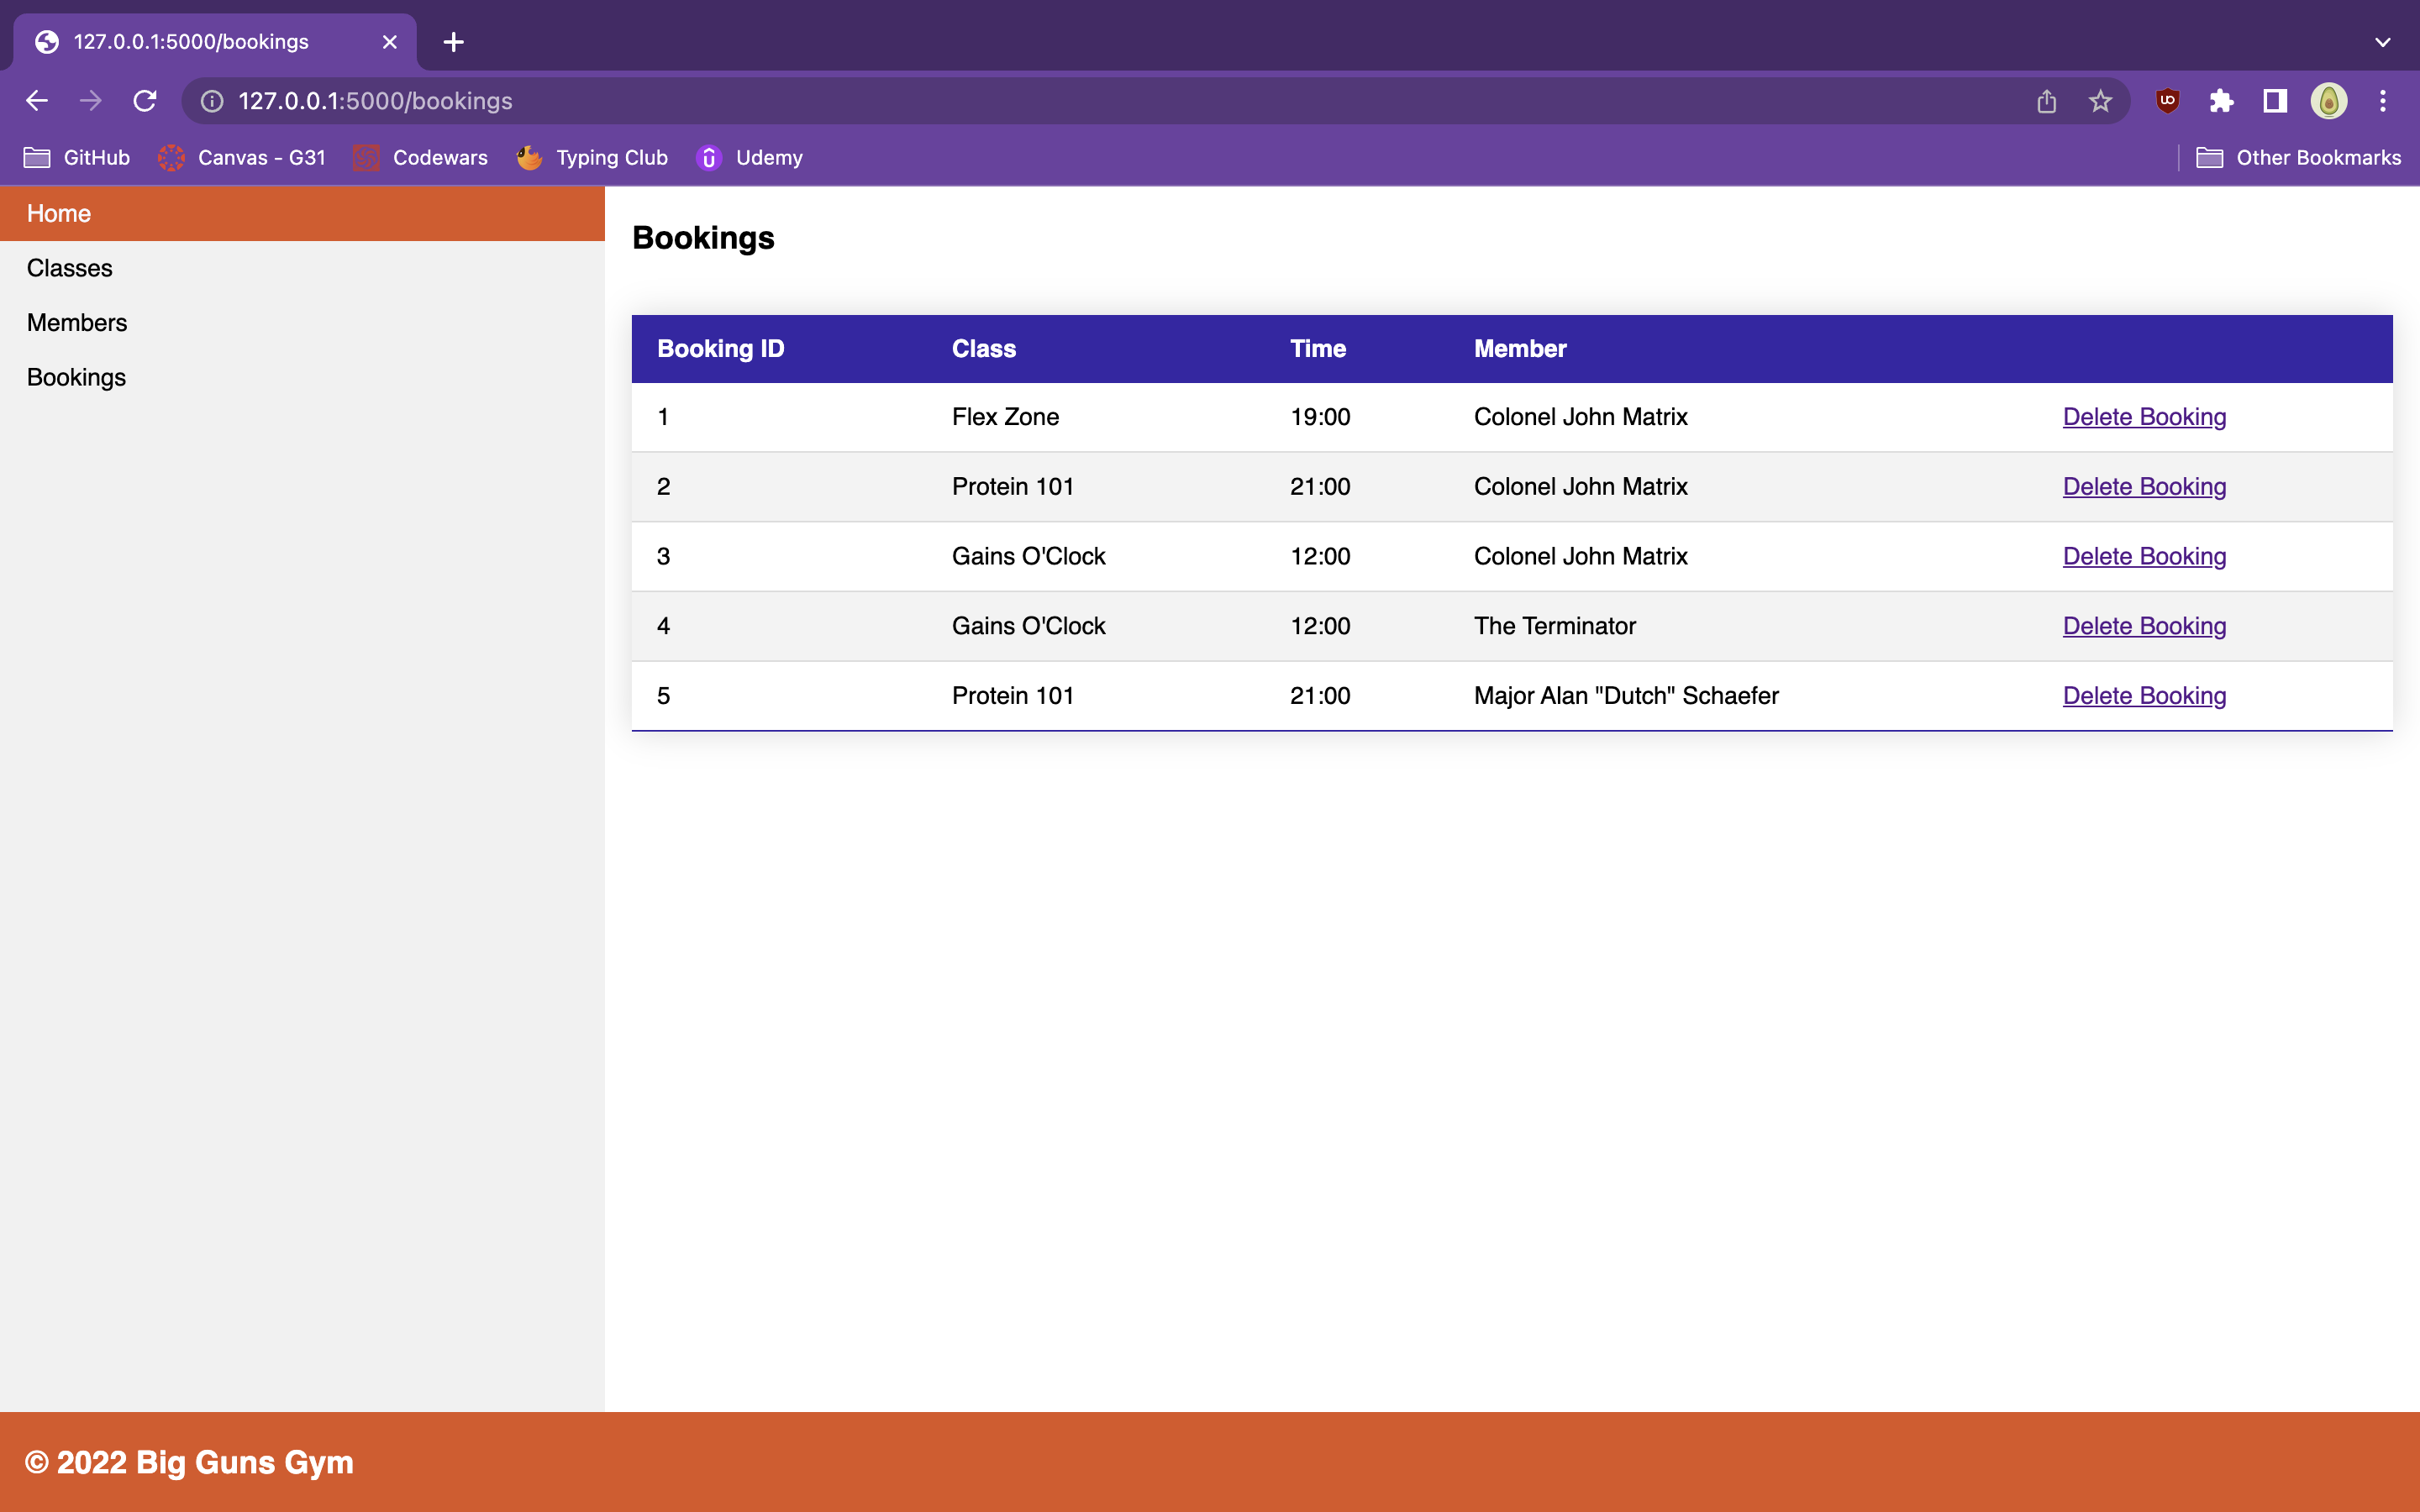 127.0.0.1:5000/bookings
127.0.0.1:5000/bookings
GitHub Canvas - G31 Codewars Typing Club Udemy Other Bookmarks
Home
Classes
Members
Bookings
Bookings
Booking ID Class Time Member
1 Flex Zone 19:00 Colonel John Matrix Delete Booking
2 Protein 101 21:00 Colonel John Matrix Delete Booking
3 Gains O'Clock 12:00 Colonel John Matrix Delete Booking
4 Gains O'Clock 12:00 The Terminator Delete Booking
5 Protein 101 21:00 Major Alan "Dutch" Schaefer Delete Booking
© 2022 Big Guns Gym